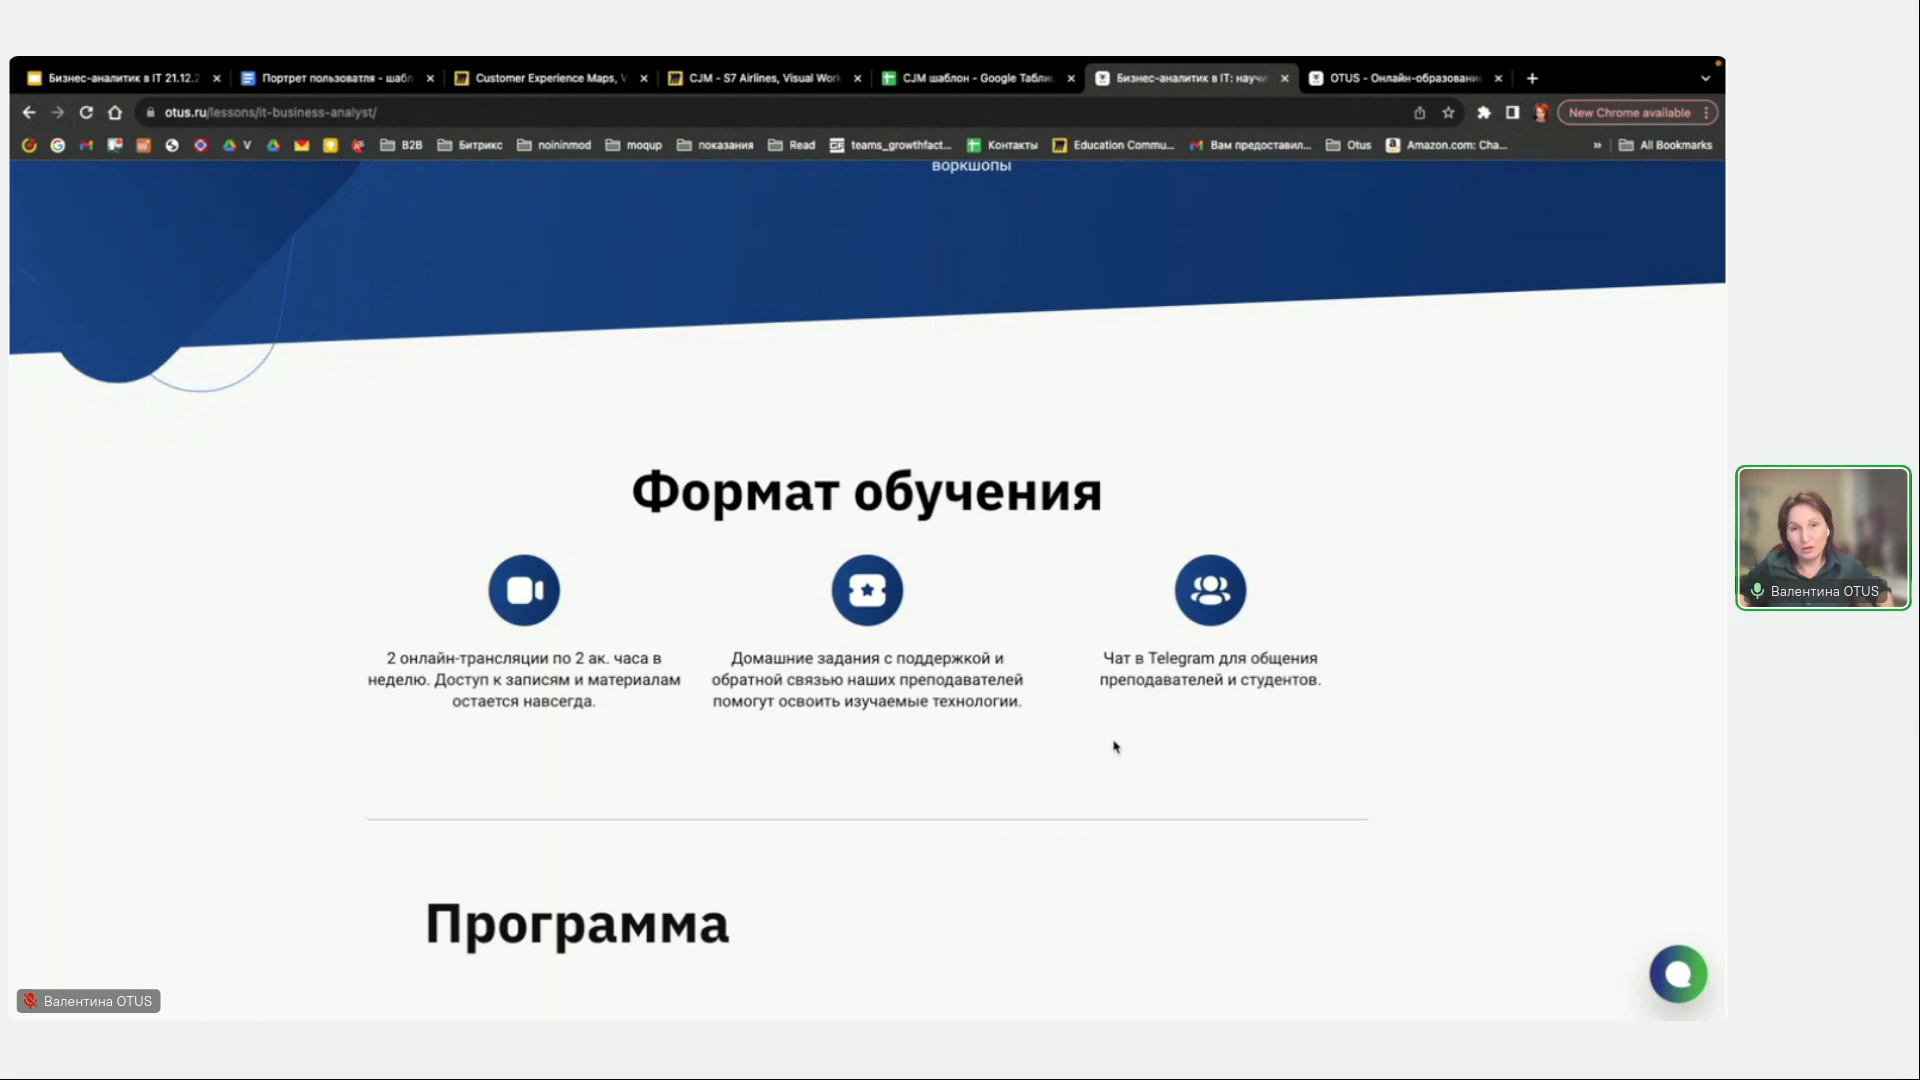 Бизнес-аналитик в IT 21.12.2
Портрет пользоватля - шабл
Customer Experience Maps, V
CJM - S7 Airlines, Visual Work
CJM шаблон - Google Табли
Бизнес-аналитик в IT: научи
OTUS - Онлайн-образовани
otus.ru/lessons/it-business-analyst/
New Chrome available
V
B2B
Битрикс
noininmod
moqup
показания
Read
teams_growthfact...
Контакты
Education Commu...
Вам предоставил...
Otus
Amazon.com: Cha...
»
All Bookmarks
воркшопы
Формат обучения
2 онлайн-трансляции по 2 ак. часа в
неделю. Доступ к записям и материалам
остается навсегда.
Домашние задания с поддержкой и
обратной связью наших преподавателей
помогут освоить изучаемые технологии.
Чат в Telegram для общения
преподавателей и студентов.
Программа
Валентина OTUS
Валентина OTUS